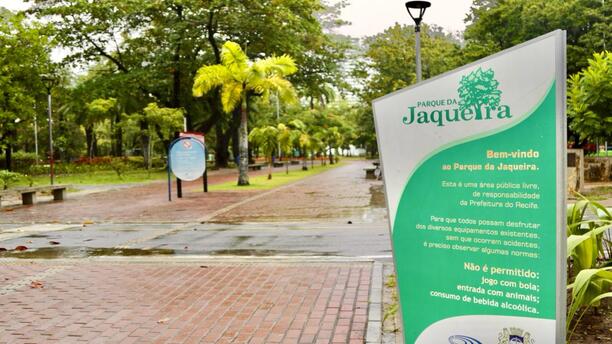 PARQUE DA
Jaqueira
Bem-vindo
ao Parque da Jaqueira.
Esta é uma área pública livre,
de responsabilidade
da Prefeitura do Recife.
Para que todos possam desfrutar
dos diversos equipamentos existentes,
sem que ocorram acidentes,
é preciso observar algumas normas:
Não é permitido:
jogo com bola;
entrada com animais;
consumo de bebida alcoólica.